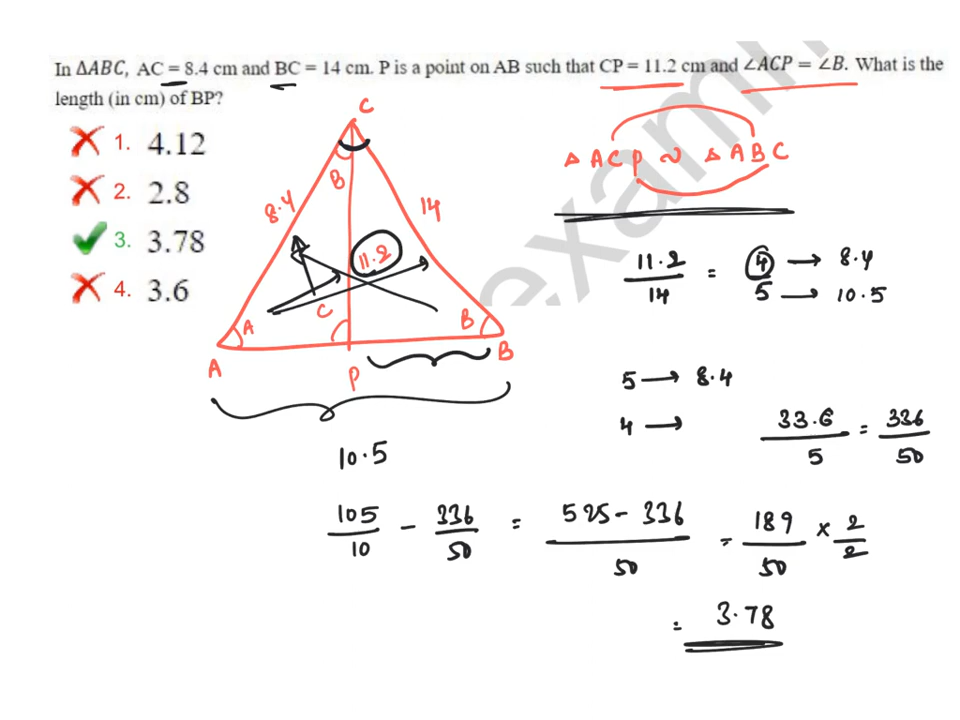 In ΔABC, AC = 8.4 cm and BC = 14 cm. P is a point on AB such that CP = 11.2 cm and ∠ACP = ∠B. What is the
length (in cm) of BP?
1. 4.12
2. 2.8
3. 3.78
4. 3.6
C
B
8.4
14
11.2
A
C
B
A
P
B
10.5
Δ ACP ~ Δ ABC
11.2/14 = 4/5 → 8.4
→ 10.5
5 → 8.4
4 → 33.6/5 = 336/50
105/10 - 336/50 = 525 - 336/50 = 189/50 × 2/2
= 3.78
exam